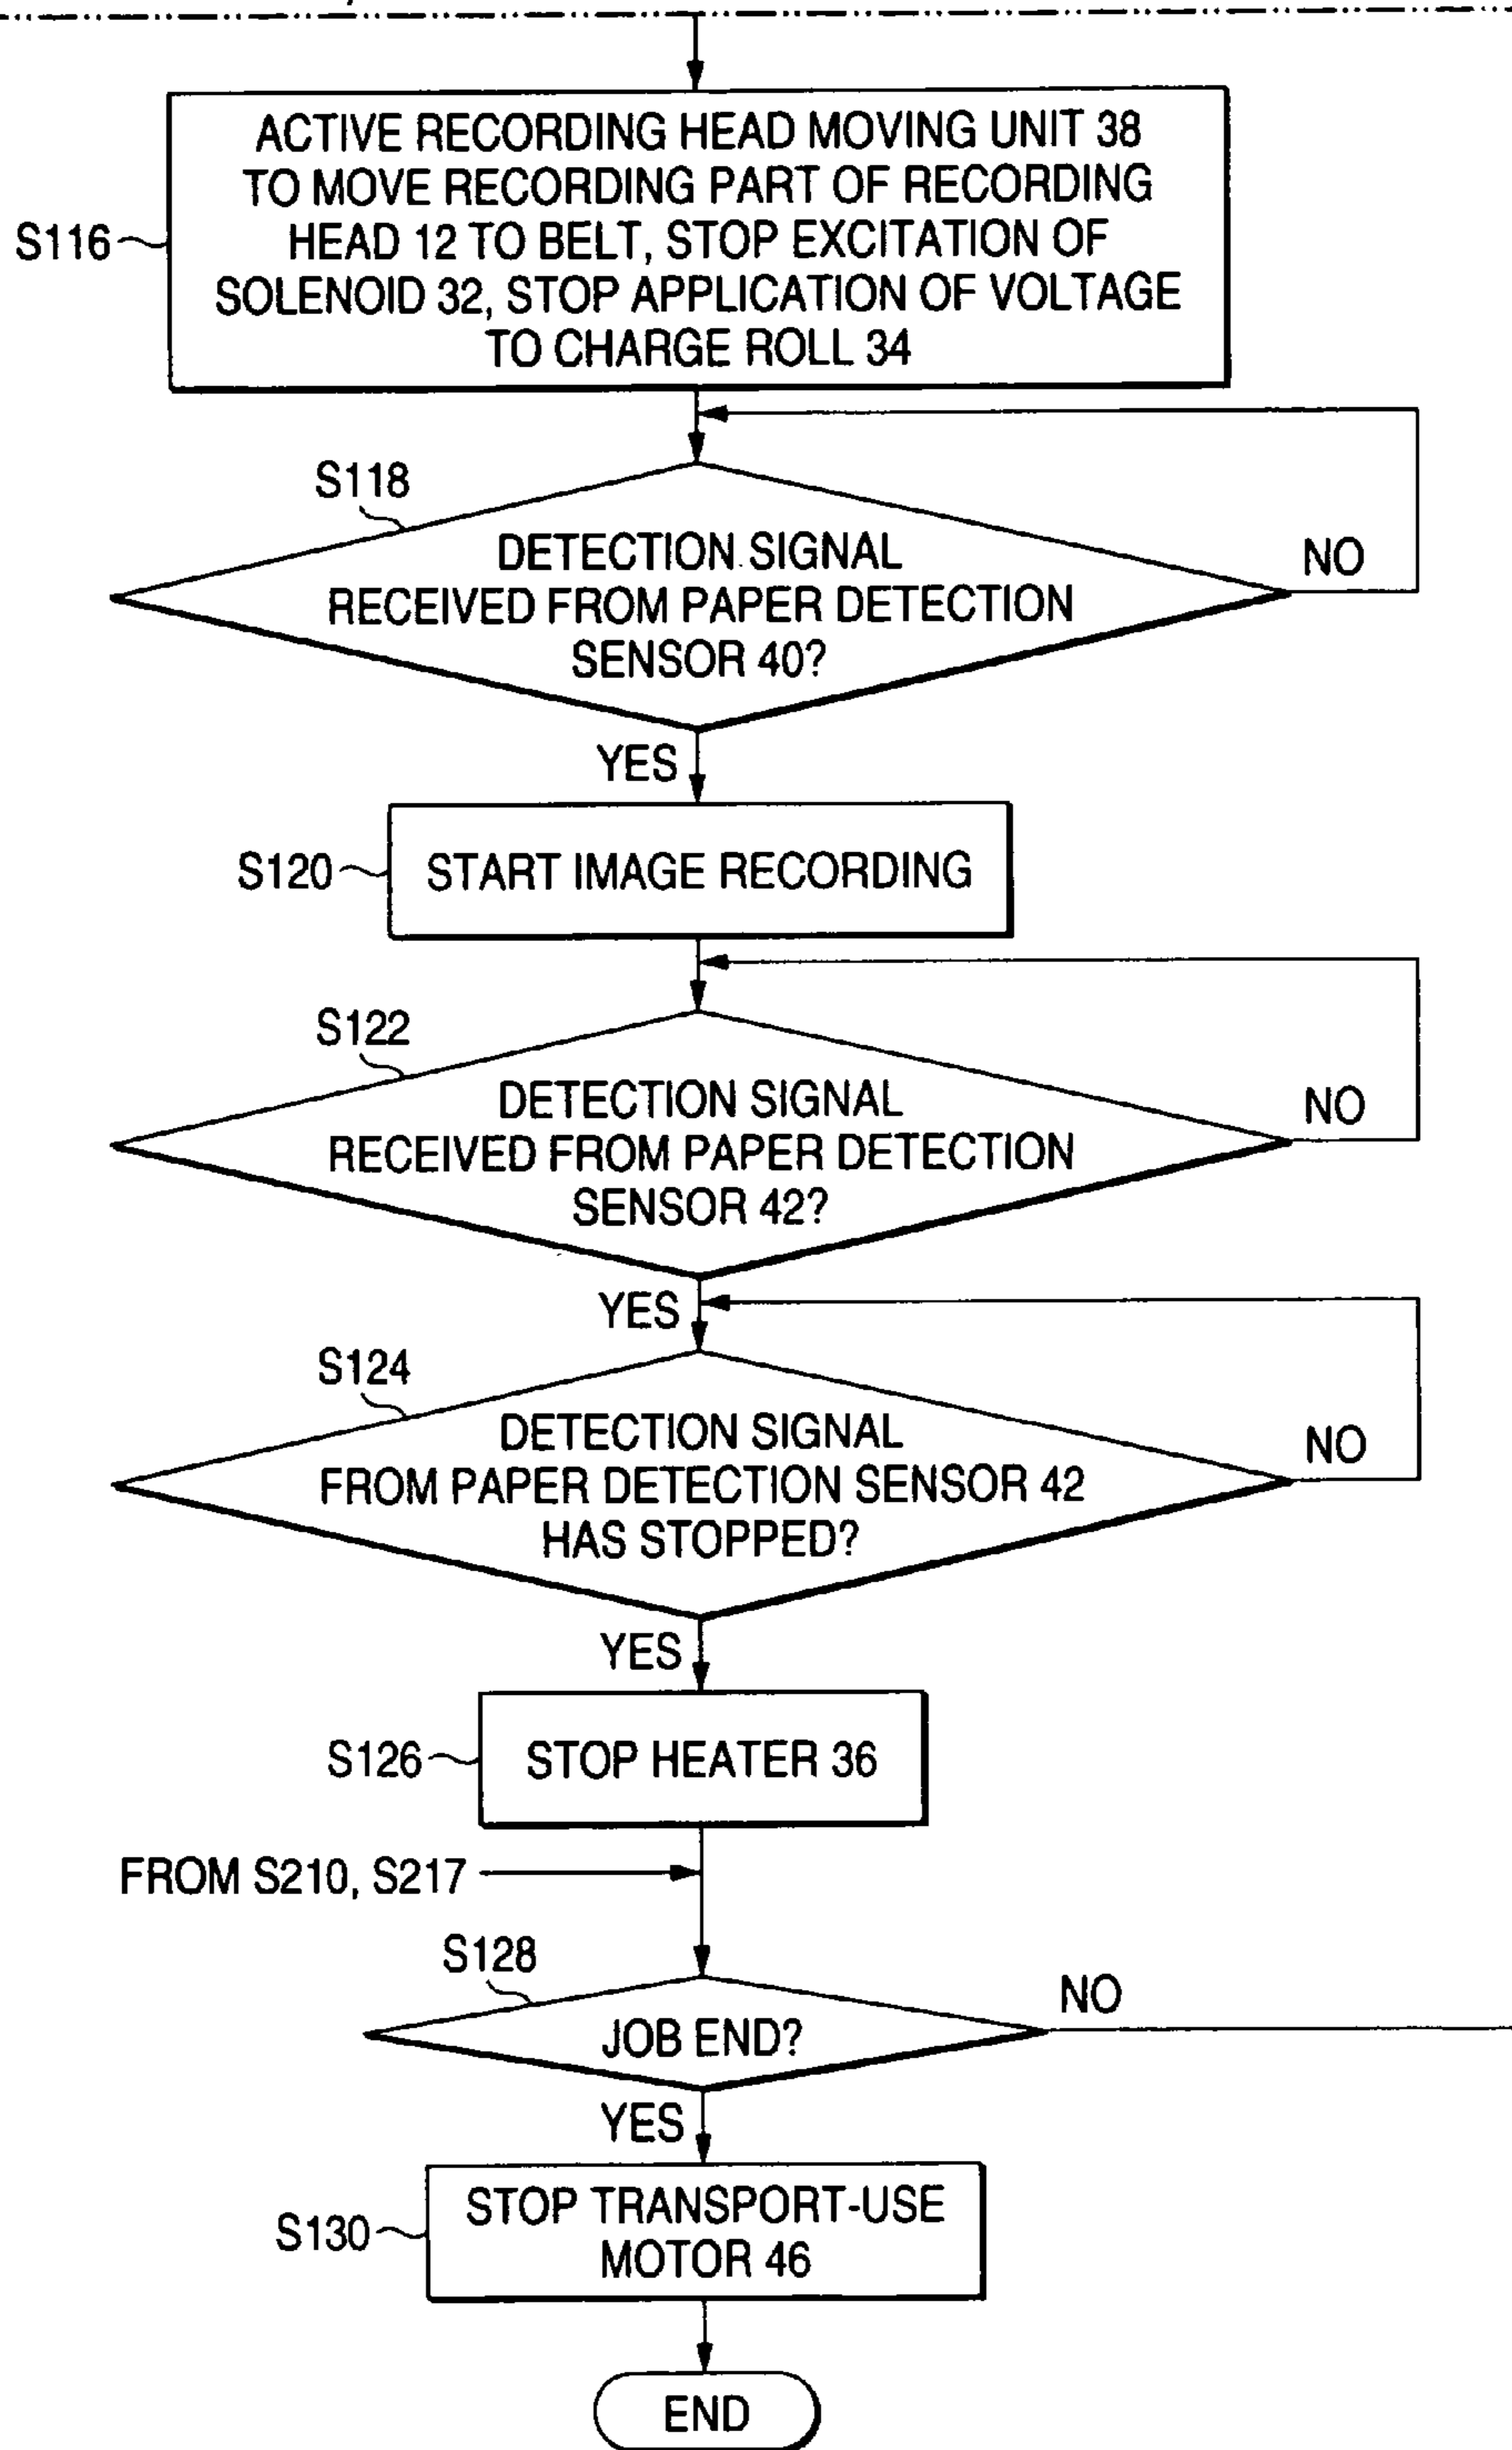 ACTIVE RECORDING HEAD MOVING UNIT 38
TO MOVE RECORDING PART OF RECORDING
HEAD 12 TO BELT, STOP EXCITATION OF
SOLENOID 32, STOP APPLICATION OF VOLTAGE
TO CHARGE ROLL 34
S116
S118
DETECTION SIGNAL
RECEIVED FROM PAPER DETECTION
SENSOR 40?
NO
YES
S120
START IMAGE RECORDING
S122
DETECTION SIGNAL
RECEIVED FROM PAPER DETECTION
SENSOR 42?
NO
YES
S124
DETECTION SIGNAL
FROM PAPER DETECTION SENSOR 42
HAS STOPPED?
NO
YES
S126
STOP HEATER 36
FROM S210, S217
S128
JOB END?
NO
YES
S130
STOP TRANSPORT-USE
MOTOR 46
END